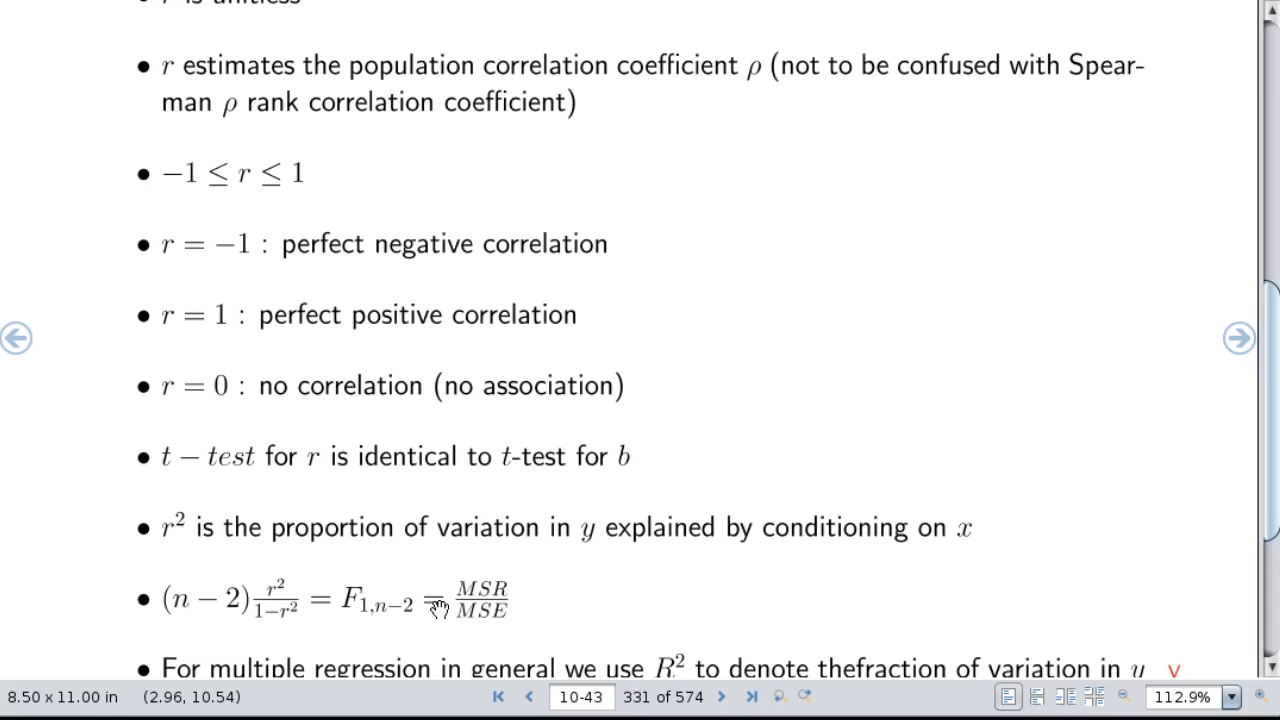 • r is unitless
• r estimates the population correlation coefficient ρ (not to be confused with Spear-
man ρ rank correlation coefficient)
• −1 ≤ r ≤ 1
• r = −1 : perfect negative correlation
• r = 1 : perfect positive correlation
• r = 0 : no correlation (no association)
• t − test for r is identical to t-test for b
• r² is the proportion of variation in y explained by conditioning on x
• (n − 2) r²/(1−r²) = F₁,ₙ₋₂ = MSR/MSE
• For multiple regression in general we use R² to denote thefraction of variation in y v
8.50 x 11.00 in (2.96, 10.54) 10-43 331 of 574 112.9%